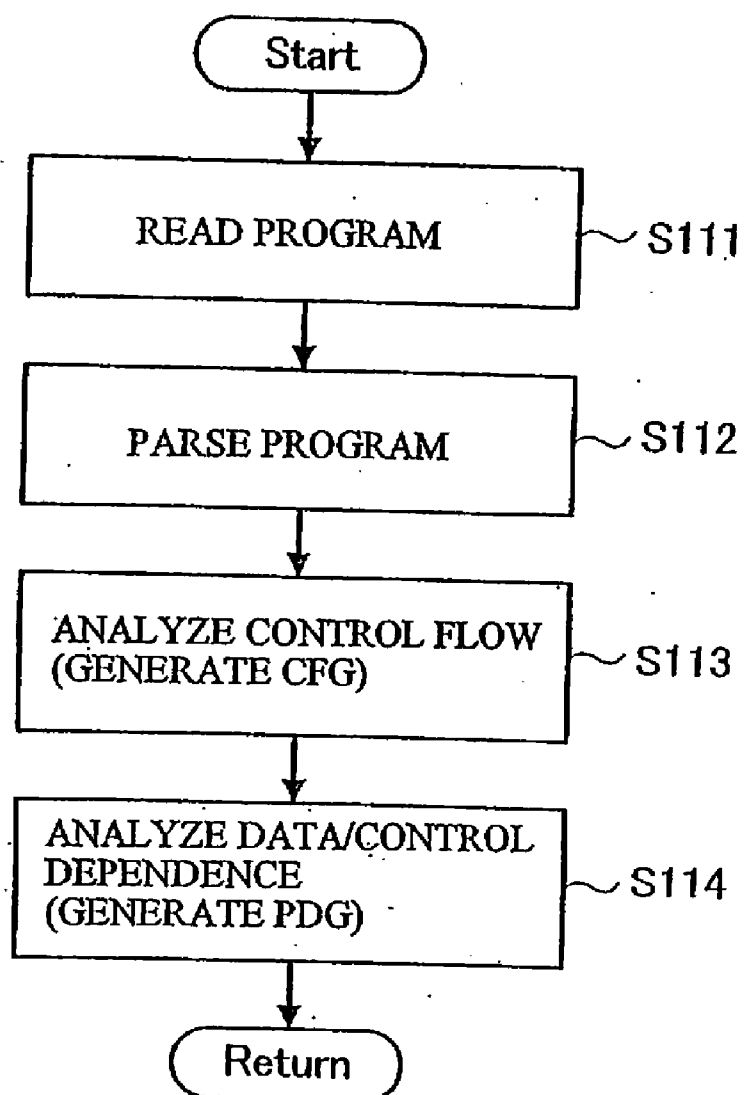 Start
READ PROGRAM
S111
PARSE PROGRAM
S112
ANALYZE CONTROL FLOW
(GENERATE CFG)
S113
ANALYZE DATA/CONTROL
DEPENDENCE
(GENERATE PDG)
S114
Return